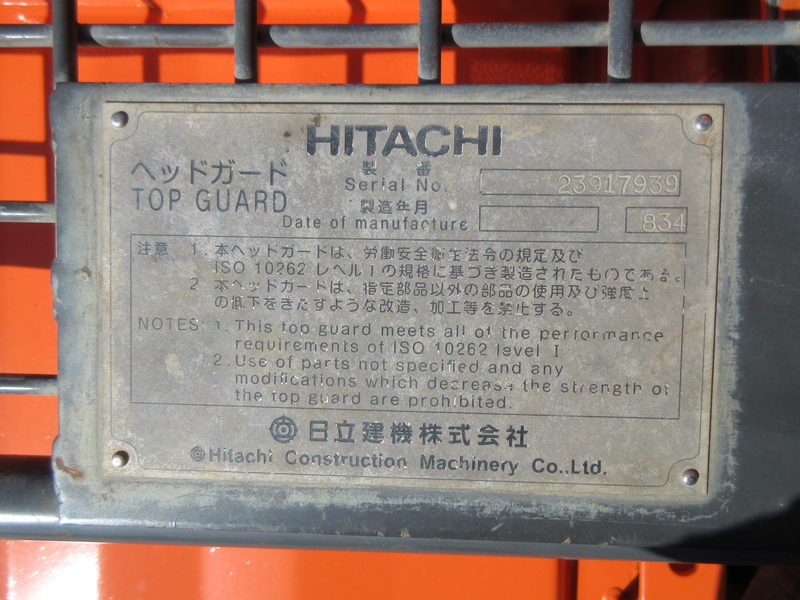 HITACHI
ヘッドガード
TOP GUARD
製 番
Serial No. 23917939
製造年月
Date of manufacture 834
注意 1. 本ヘッドガードは、労働安全衛生法令の規定及び
ISO 10262 レベルIの規格に基づき製造されたものである。
2 本ヘッドガードは、指定部品以外の部品の使用及び強度上
の低下をきたすような改造、加工等を禁止する。
NOTES: 1. This top guard meets all of the performance
requirements of ISO 10262 level I
2. Use of parts not specified and any
modifications which decrease the strength of
the top guard are prohibited.
日立建機株式会社
Hitachi Construction Machinery Co.,Ltd.